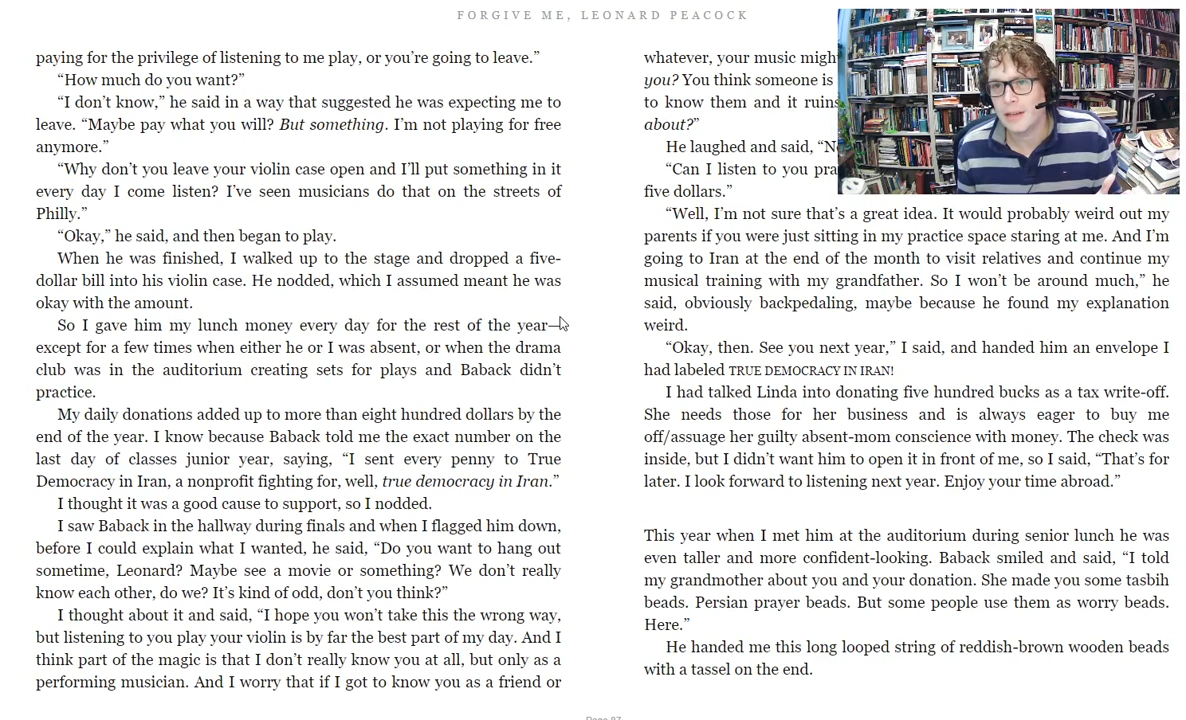 FORGIVE ME, LEONARD PEACOCK
paying for the privilege of listening to me play, or you’re going to leave.”
“How much do you want?”
“I don’t know,” he said in a way that suggested he was expecting me to
leave. “Maybe pay what you will? But something. I’m not playing for free
anymore.”
“Why don’t you leave your violin case open and I’ll put something in it
every day I come listen? I’ve seen musicians do that on the streets of
Philly.”
“Okay,” he said, and then began to play.
When he was finished, I walked up to the stage and dropped a five-
dollar bill into his violin case. He nodded, which I assumed meant he was
okay with the amount.
So I gave him my lunch money every day for the rest of the year—
except for a few times when either he or I was absent, or when the drama
club was in the auditorium creating sets for plays and Baback didn’t
practice.
My daily donations added up to more than eight hundred dollars by the
end of the year. I know because Baback told me the exact number on the
last day of classes junior year, saying, “I sent every penny to True
Democracy in Iran, a nonprofit fighting for, well, true democracy in Iran.”
I thought it was a good cause to support, so I nodded.
I saw Baback in the hallway during finals and when I flagged him down,
before I could explain what I wanted, he said, “Do you want to hang out
sometime, Leonard? Maybe see a movie or something? We don’t really
know each other, do we? It’s kind of odd, don’t you think?”
I thought about it and said, “I hope you won’t take this the wrong way,
but listening to you play your violin is by far the best part of my day. And I
think part of the magic is that I don’t really know you at all, but only as a
performing musician. And I worry that if I got to know you as a friend or
whatever, your music migh
you? You think someone is
to know them and it ruins
about?”
He laughed and said,
“Can I listen to you
five dollars.”
“Well, I’m not sure that’s a great idea. It would probably weird out my
parents if you were just sitting in my practice space staring at me. And I’m
going to Iran at the end of the month to visit relatives and continue my
musical training with my grandfather. So I won’t be around much,” he
said, obviously backpedaling, maybe because he found my explanation
weird.
“Okay, then. See you next year,” I said, and handed him an envelope I
had labeled TRUE DEMOCRACY IN IRAN!
I had talked Linda into donating five hundred bucks as a tax write-off.
She needs those for her business and is always eager to buy me
off/assuage her guilty absent-mom conscience with money. The check was
inside, but I didn’t want him to open it in front of me, so I said, “That’s for
later. I look forward to listening next year. Enjoy your time abroad.”
This year when I met him at the auditorium during senior lunch he was
even taller and more confident-looking. Baback smiled and said, “I told
my grandmother about you and your donation. She made you some tasbih
beads. Persian prayer beads. But some people use them as worry beads.
Here.”
He handed me this long looped string of reddish-brown wooden beads
with a tassel on the end.